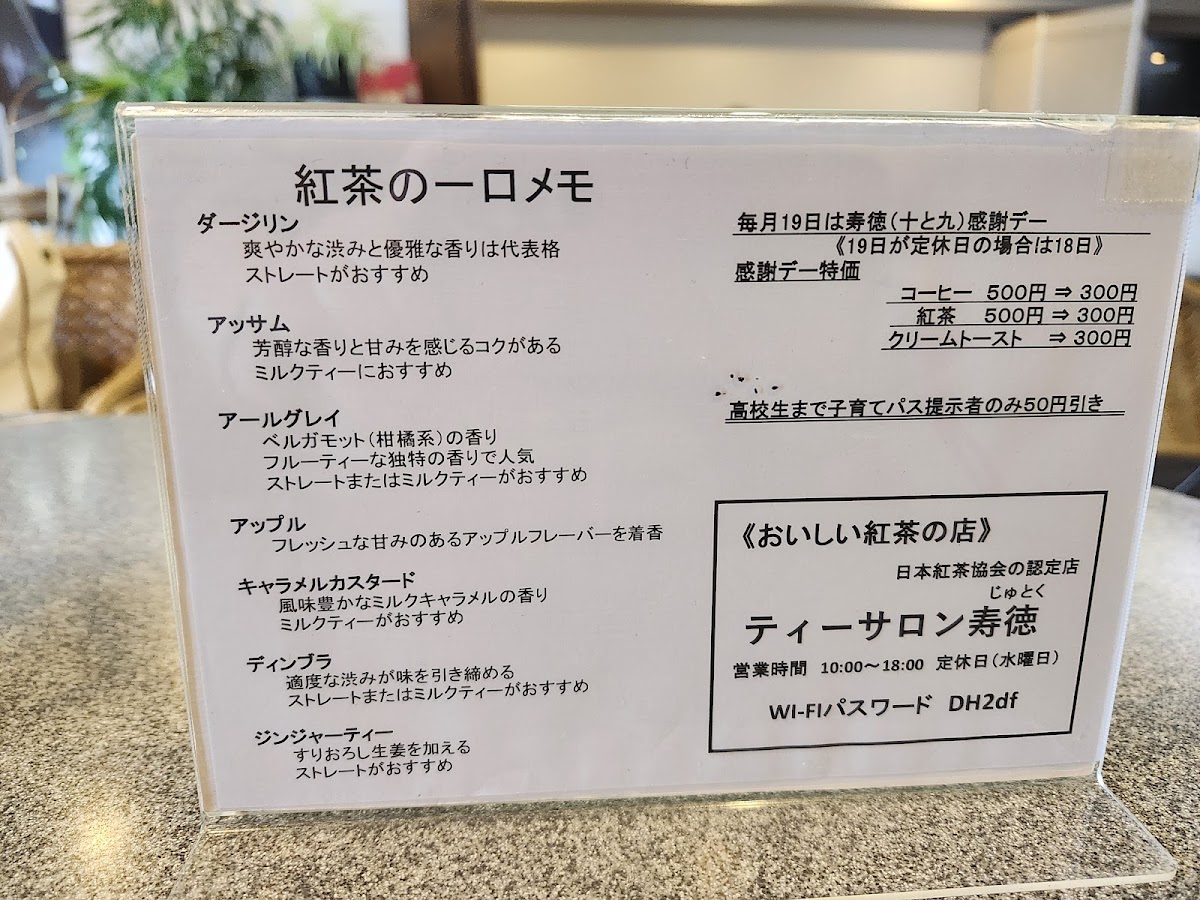 紅茶の一口メモ
ダージリン
爽やかな渋みと優雅な香りは代表格
ストレートがおすすめ
アッサム
芳醇な香りと甘みを感じるコクがある
ミルクティーにおすすめ
アールグレイ
ベルガモット(柑橘系)の香り
フルーティーな独特の香りで人気
ストレートまたはミルクティーがおすすめ
アップル
フレッシュな甘みのあるアップルフレーバーを着香
キャラメルカスタード
風味豊かなミルクキャラメルの香り
ミルクティーがおすすめ
ディンブラ
適度な渋みが味を引き締める
ストレートまたはミルクティーがおすすめ
ジンジャーティー
すりおろし生姜を加える
ストレートがおすすめ
毎月19日は寿徳(十と九)感謝デー
《19日が定休日の場合は18日》
感謝デー特価
コーヒー 500円 ⇒ 300円
紅茶 500円 ⇒ 300円
クリームトースト ⇒ 300円
高校生まで子育てパス提示者のみ50円引き
《おいしい紅茶の店》
日本紅茶協会の認定店
じゅとく
ティーサロン寿徳
営業時間 10:00～18:00 定休日(水曜日)
WI-FIパスワード DH2df